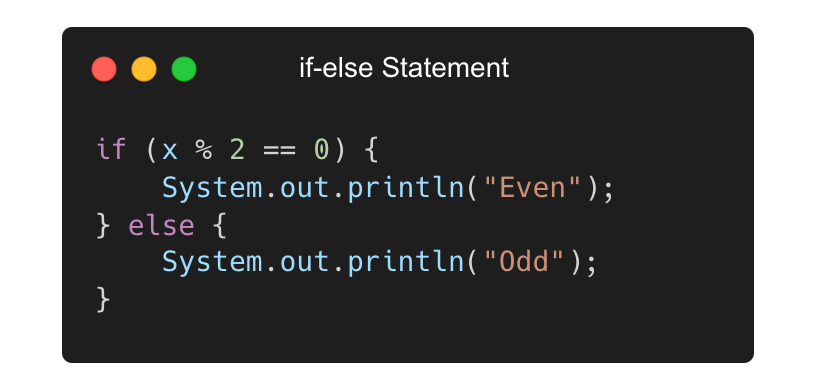 if-else Statement
if (x % 2 == 0) {
    System.out.println("Even");
} else {
    System.out.println("Odd");
}